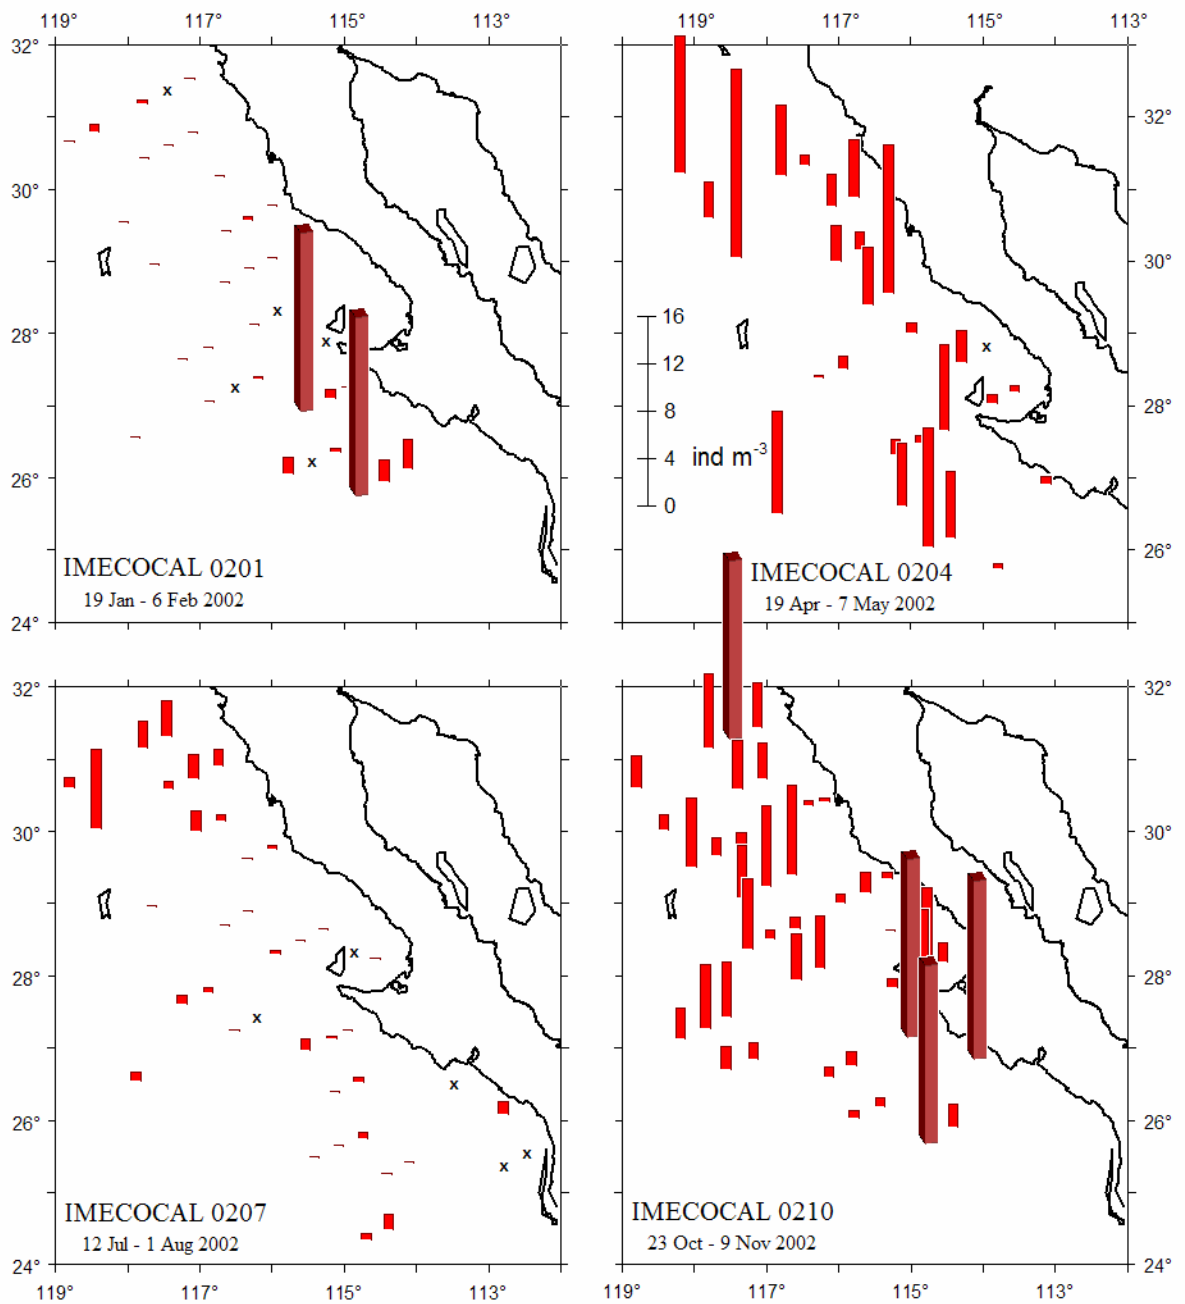 119° 117° 115° 113°
119° 117° 115° 113°
32°
30°
28°
26°
24°
x
x
x
x
x
IMECOCAL 0201
19 Jan - 6 Feb 2002
32°
30°
28°
26°
x
16
12
8
4
0
ind m-3
IMECOCAL 0204
19 Apr - 7 May 2002
32°
30°
28°
26°
24°
x
x
x
x
x
IMECOCAL 0207
12 Jul - 1 Aug 2002
32°
30°
28°
26°
24°
IMECOCAL 0210
23 Oct - 9 Nov 2002
119° 117° 115° 113°
119° 117° 115° 113°